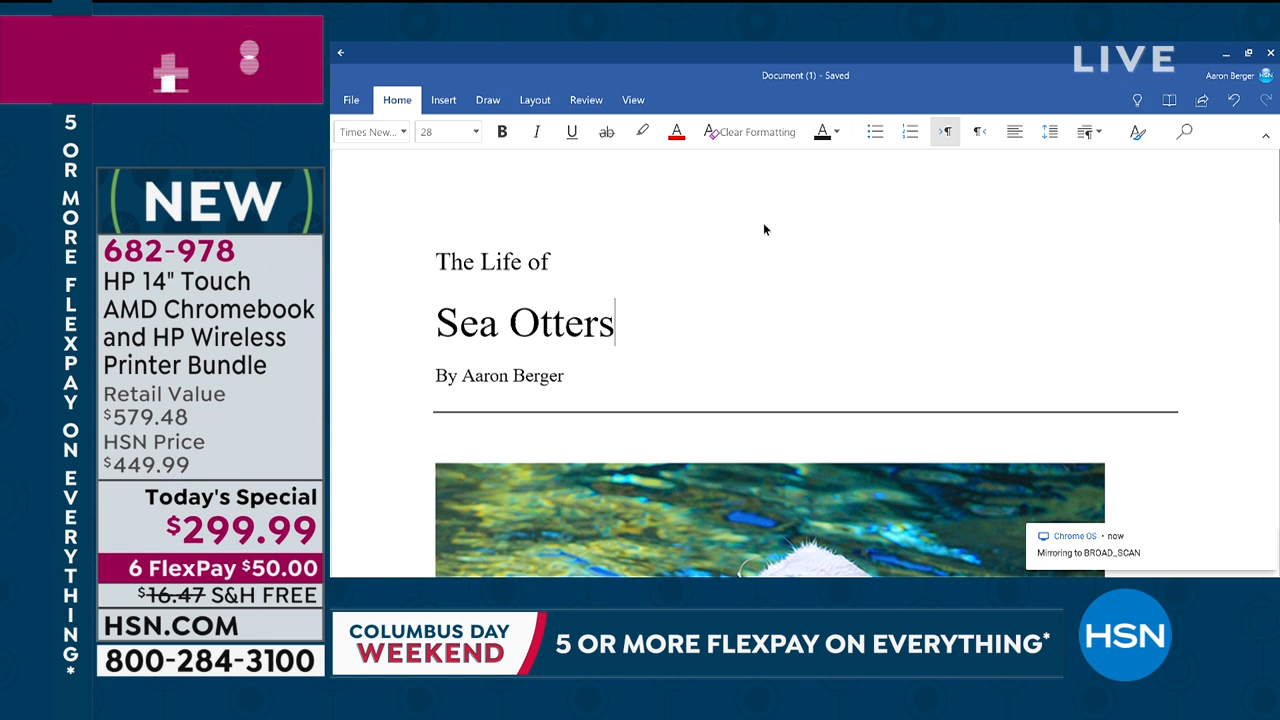 5 OR MORE FLEXPAY ON EVERYTHING*
NEW
682-978
HP 14" Touch
AMD Chromebook
and HP Wireless
Printer Bundle
Retail Value
$579.48
HSN Price
$449.99
Today's Special
$299.99
6 FlexPay $50.00
$16.47 S&H FREE
HSN.COM
800-284-3100
LIVE
Document (1) - Saved
Aaron Berger HSN
File Home Insert Draw Layout Review View
Times New... 28 B I U ab A Clear Formatting A
The Life of
Sea Otters
By Aaron Berger
Chrome OS • now
Mirroring to BROAD_SCAN
COLUMBUS DAY
WEEKEND
5 OR MORE FLEXPAY ON EVERYTHING*
HSN